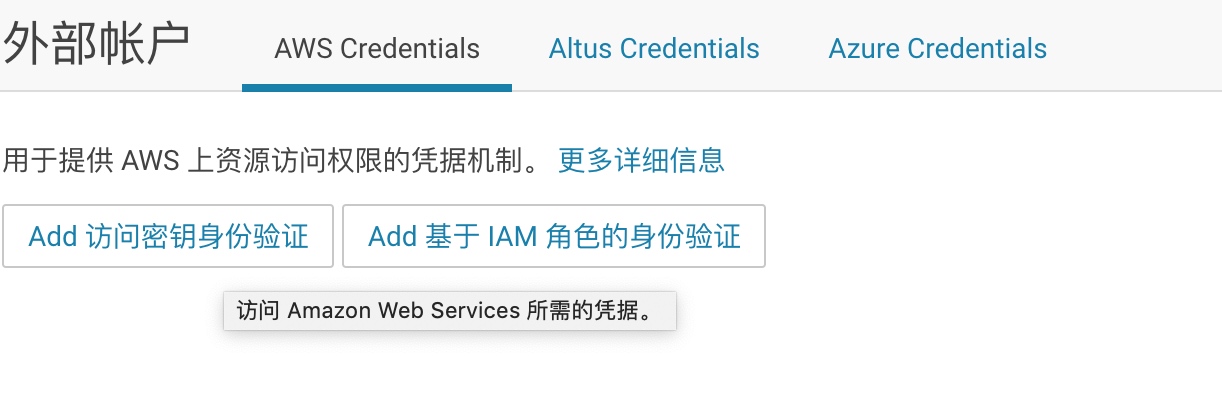 外部帐户
AWS Credentials
Altus Credentials
Azure Credentials
用于提供 AWS 上资源访问权限的凭据机制。 更多详细信息
Add 访问密钥身份验证
Add 基于 IAM 角色的身份验证
访问 Amazon Web Services 所需的凭据。